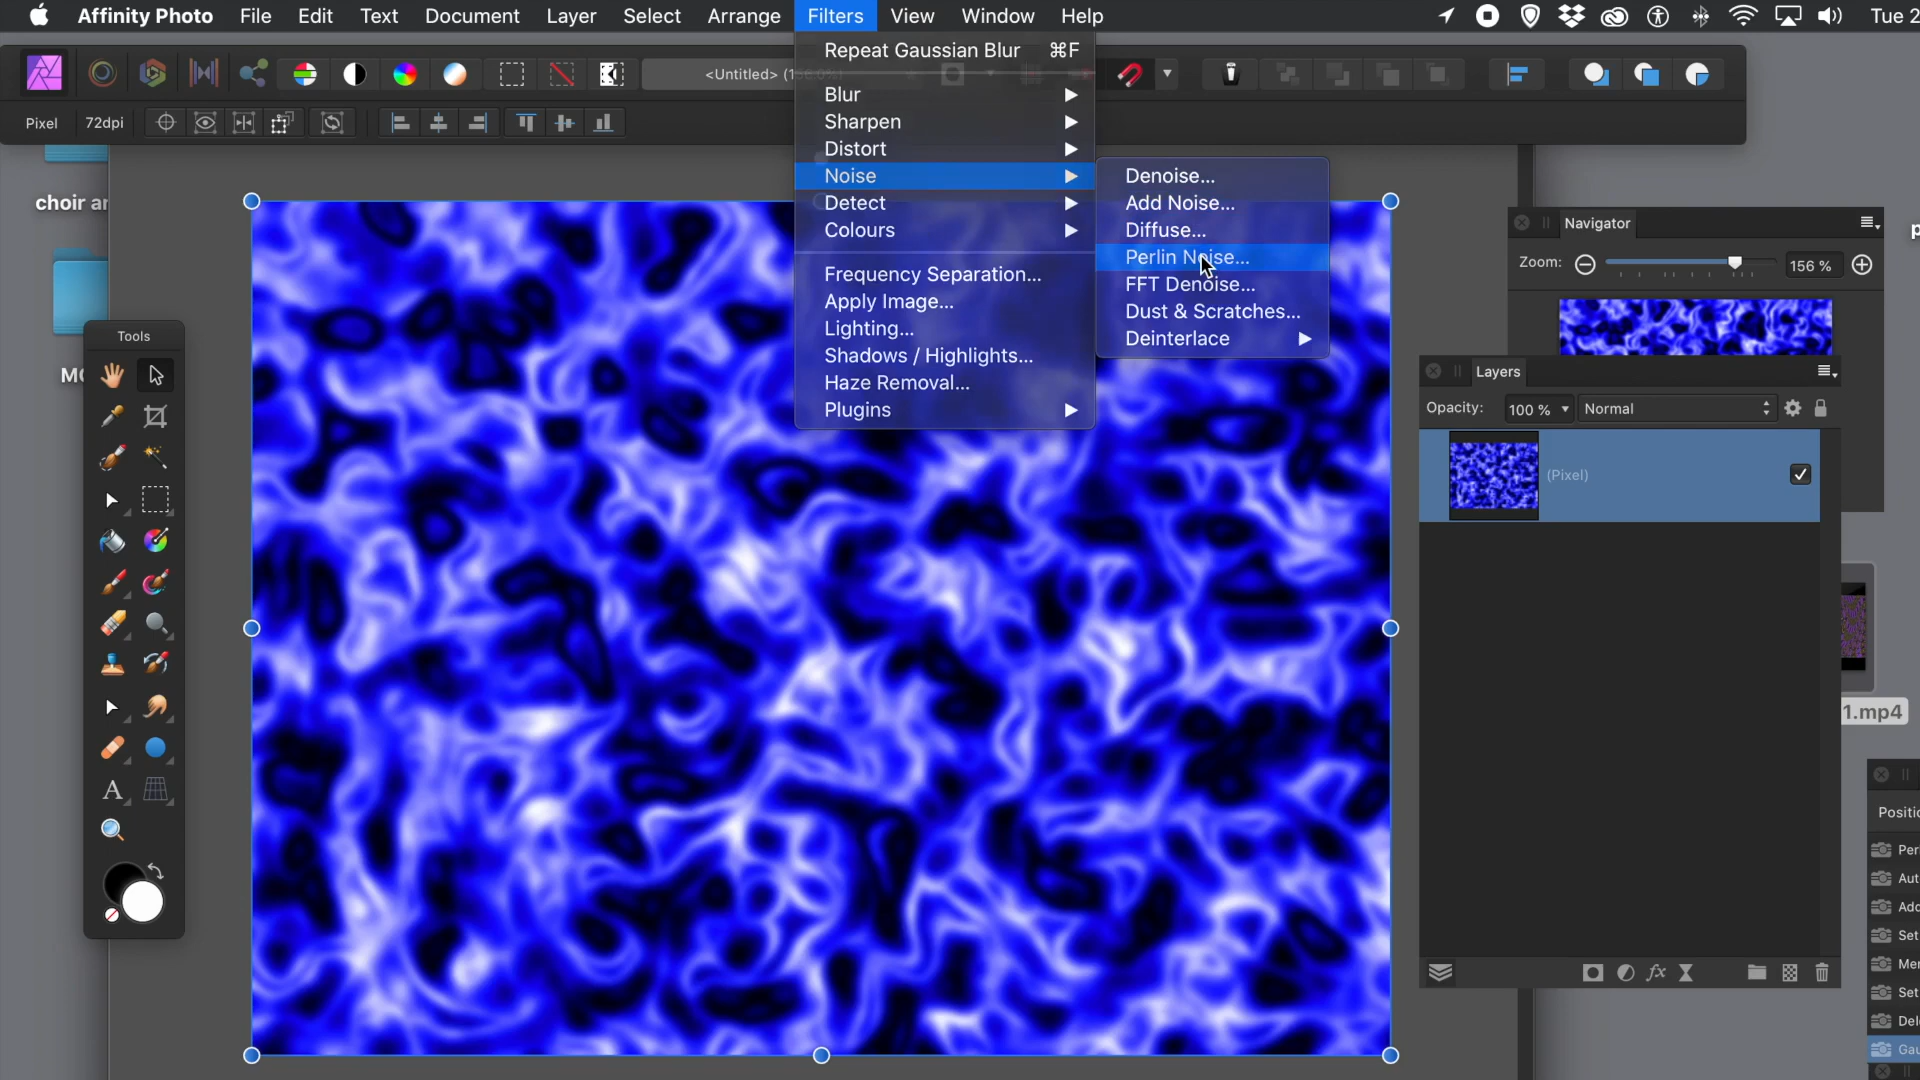 Affinity Photo File Edit Text Document Layer Select Arrange Filters View Window Help Tue 2
Repeat Gaussian Blur ⌘F
<Untitled>
Pixel 72dpi
Blur
Sharpen
Distort
Noise
Detect
Colours
Frequency Separation...
Apply Image...
Lighting...
Shadows / Highlights...
Haze Removal...
Plugins
Denoise...
Add Noise...
Diffuse...
Perlin Noise...
FFT Denoise...
Dust & Scratches...
Deinterlace
choir ar
Tools
Navigator
Zoom: 156 %
Layers
Opacity: 100 % Normal
(Pixel)
1.mp4
Positic
Per
Aut
Add
Set
Mer
Set
Del
Gau